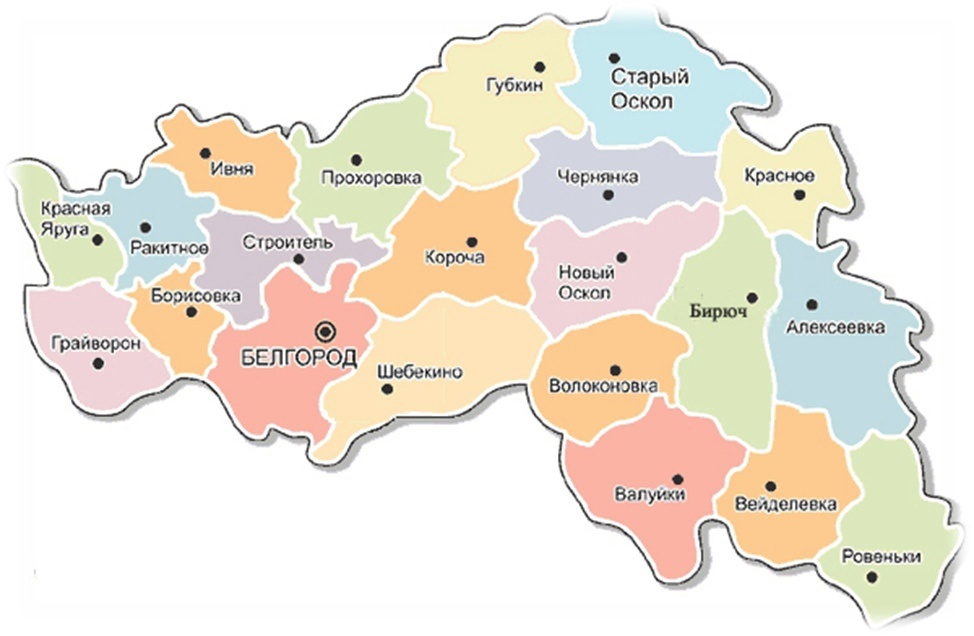 Губкин
Старый
Оскол
Ивня
Прохоровка
Чернянка
Красное
Красная
Яруга
Ракитное
Строитель
Короча
Новый
Оскол
Борисовка
Бирюч
Алексеевка
Грайворон
БЕЛГОРОД
Шебекино
Волоконовка
Валуйки
Вейделевка
Ровеньки